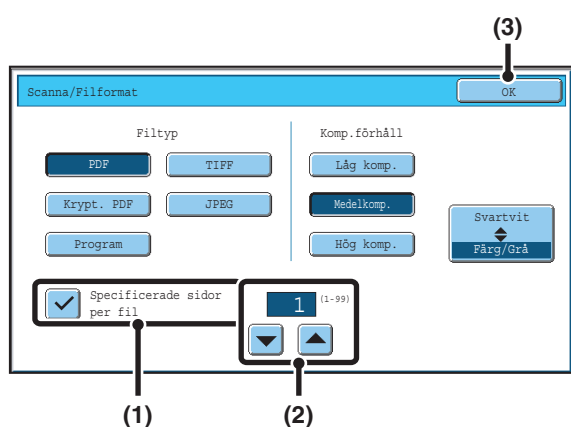 (3)
Scanna/Filformat
OK
Filtyp
Komp.förhåll
PDF
TIFF
Låg komp.
Krypt. PDF
JPEG
Medelkomp.
Svartvit
Färg/Grå
Program
Hög komp.
Specificerade sidor
per fil
1
(1-99)
(1)
(2)